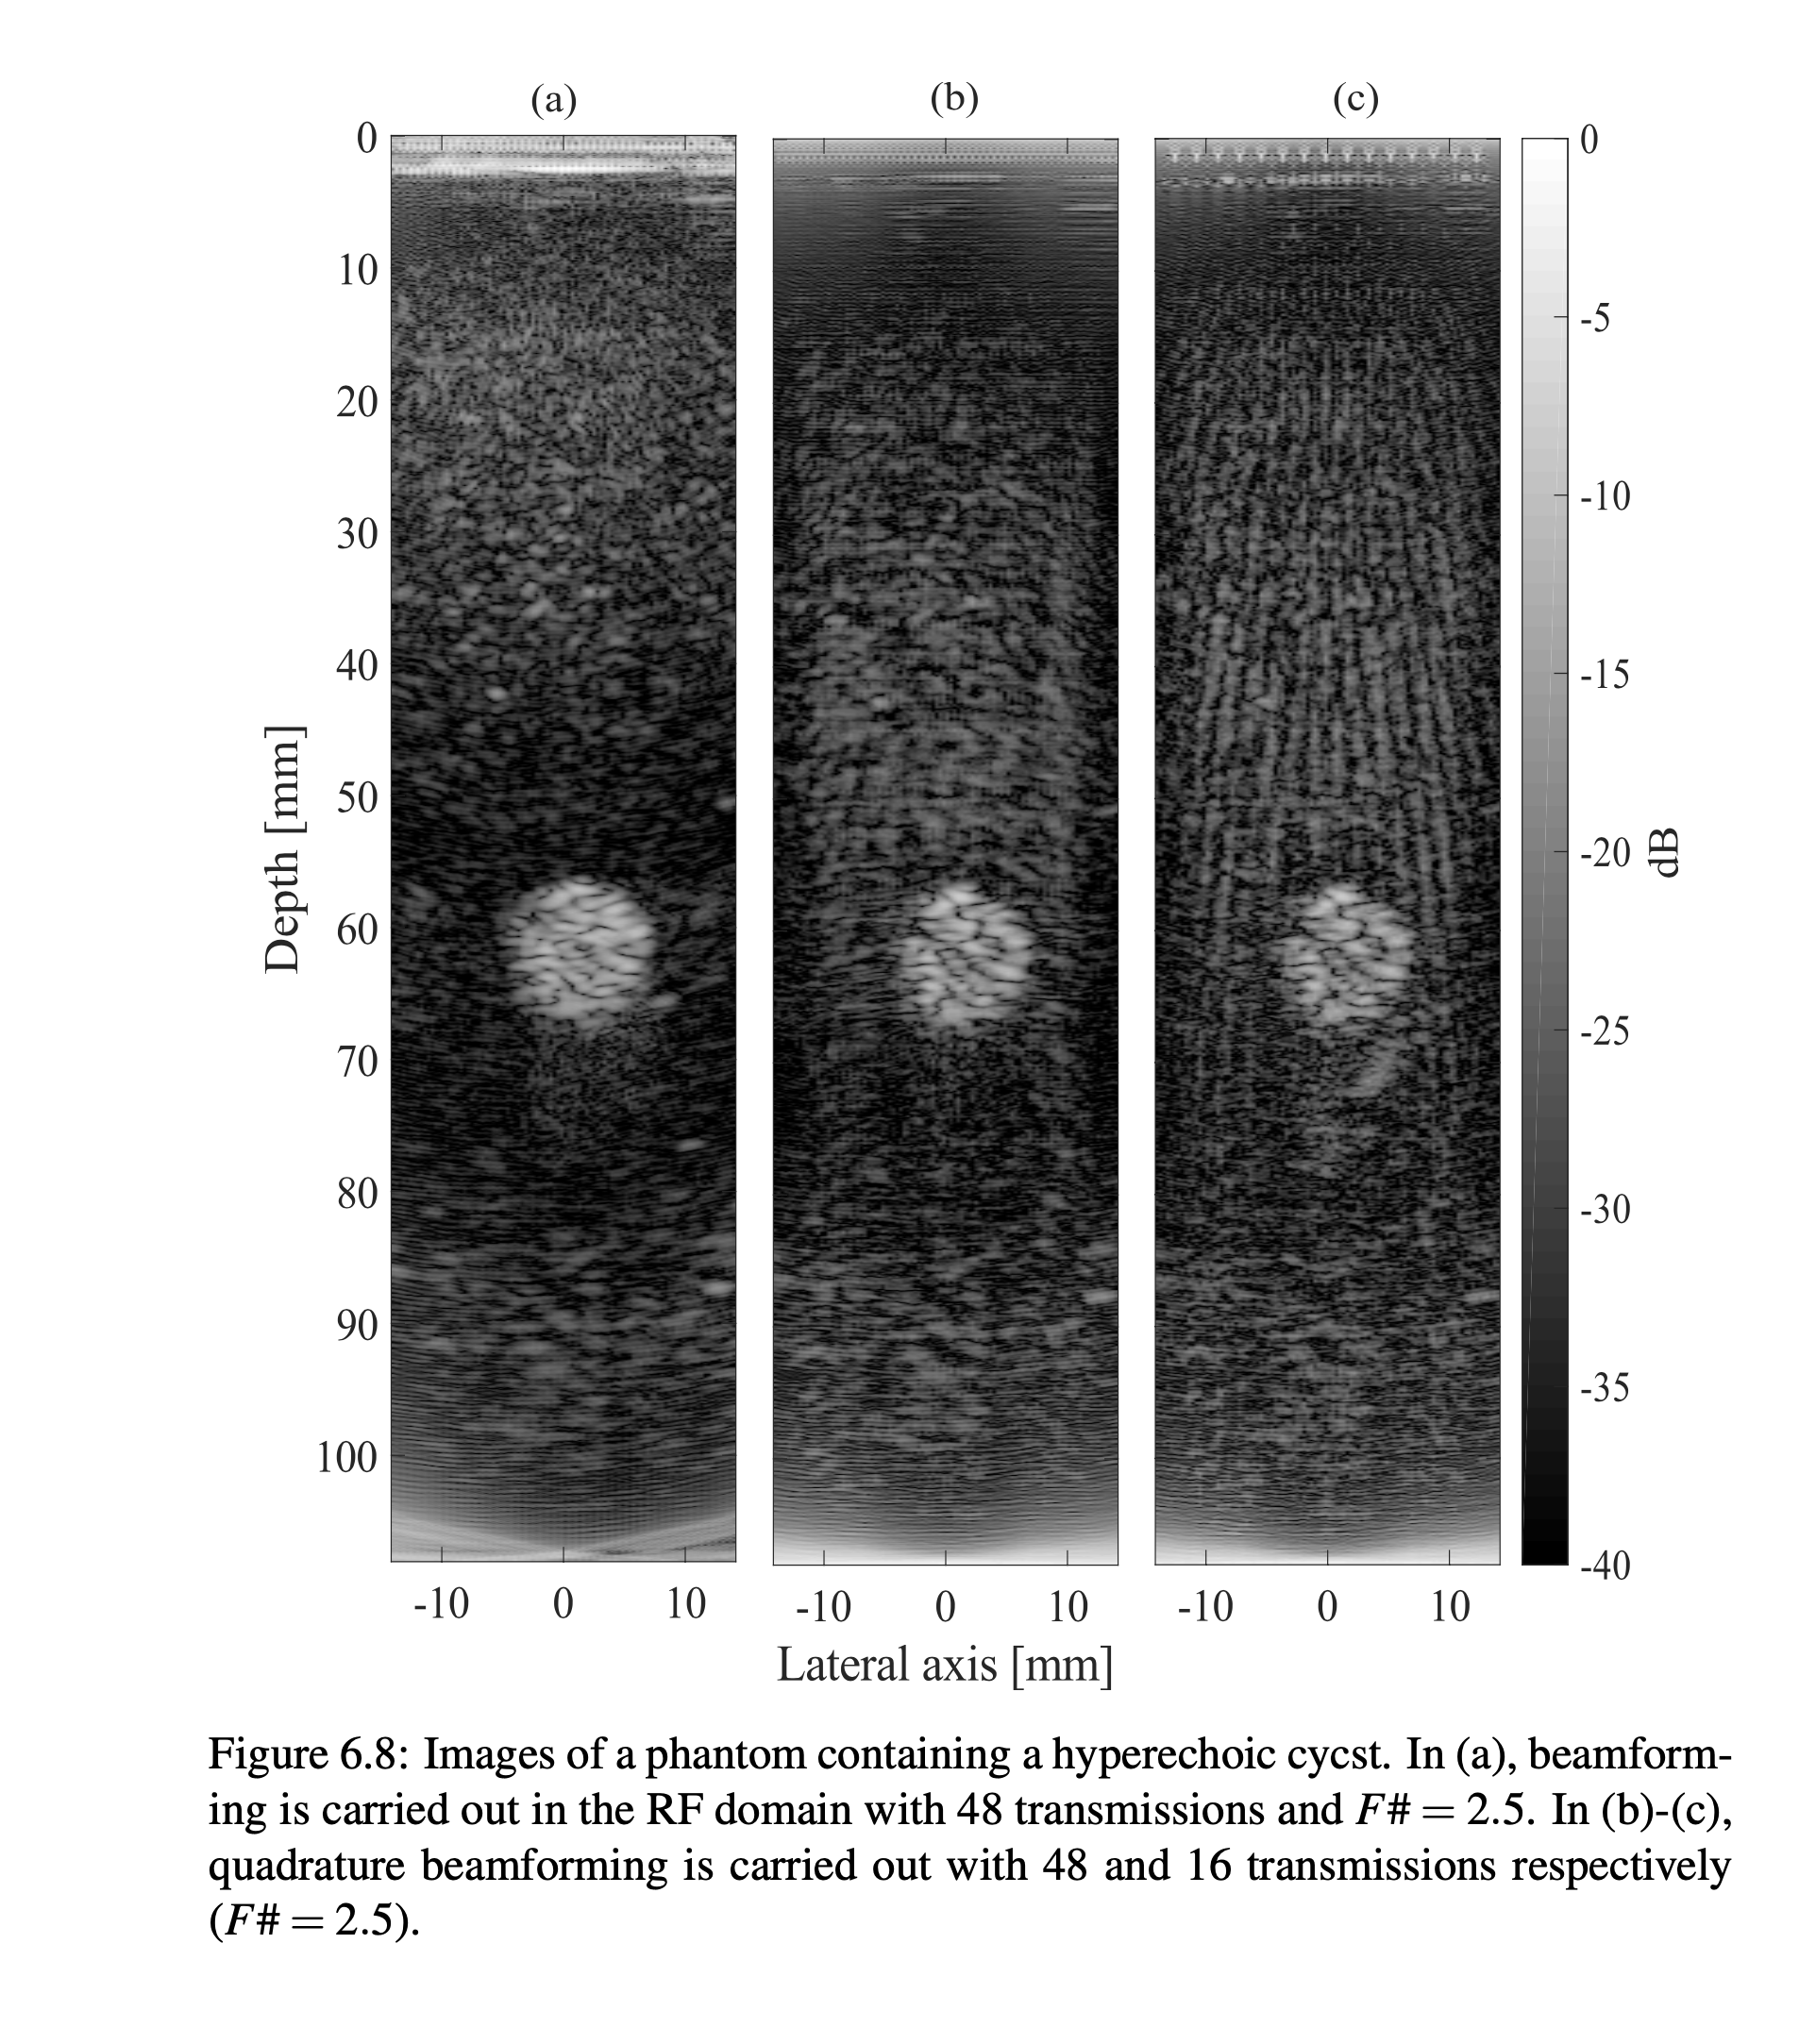 (a) (b) (c)
0
10
20
30
40
50
60
70
80
90
100
Depth [mm]
-10 0 10
-10 0 10
-10 0 10
Lateral axis [mm]
0
-5
-10
-15
-20
-25
-30
-35
-40
dB
Figure 6.8: Images of a phantom containing a hyperechoic cycst. In (a), beamform-
ing is carried out in the RF domain with 48 transmissions and F# = 2.5. In (b)-(c),
quadrature beamforming is carried out with 48 and 16 transmissions respectively
(F# = 2.5).